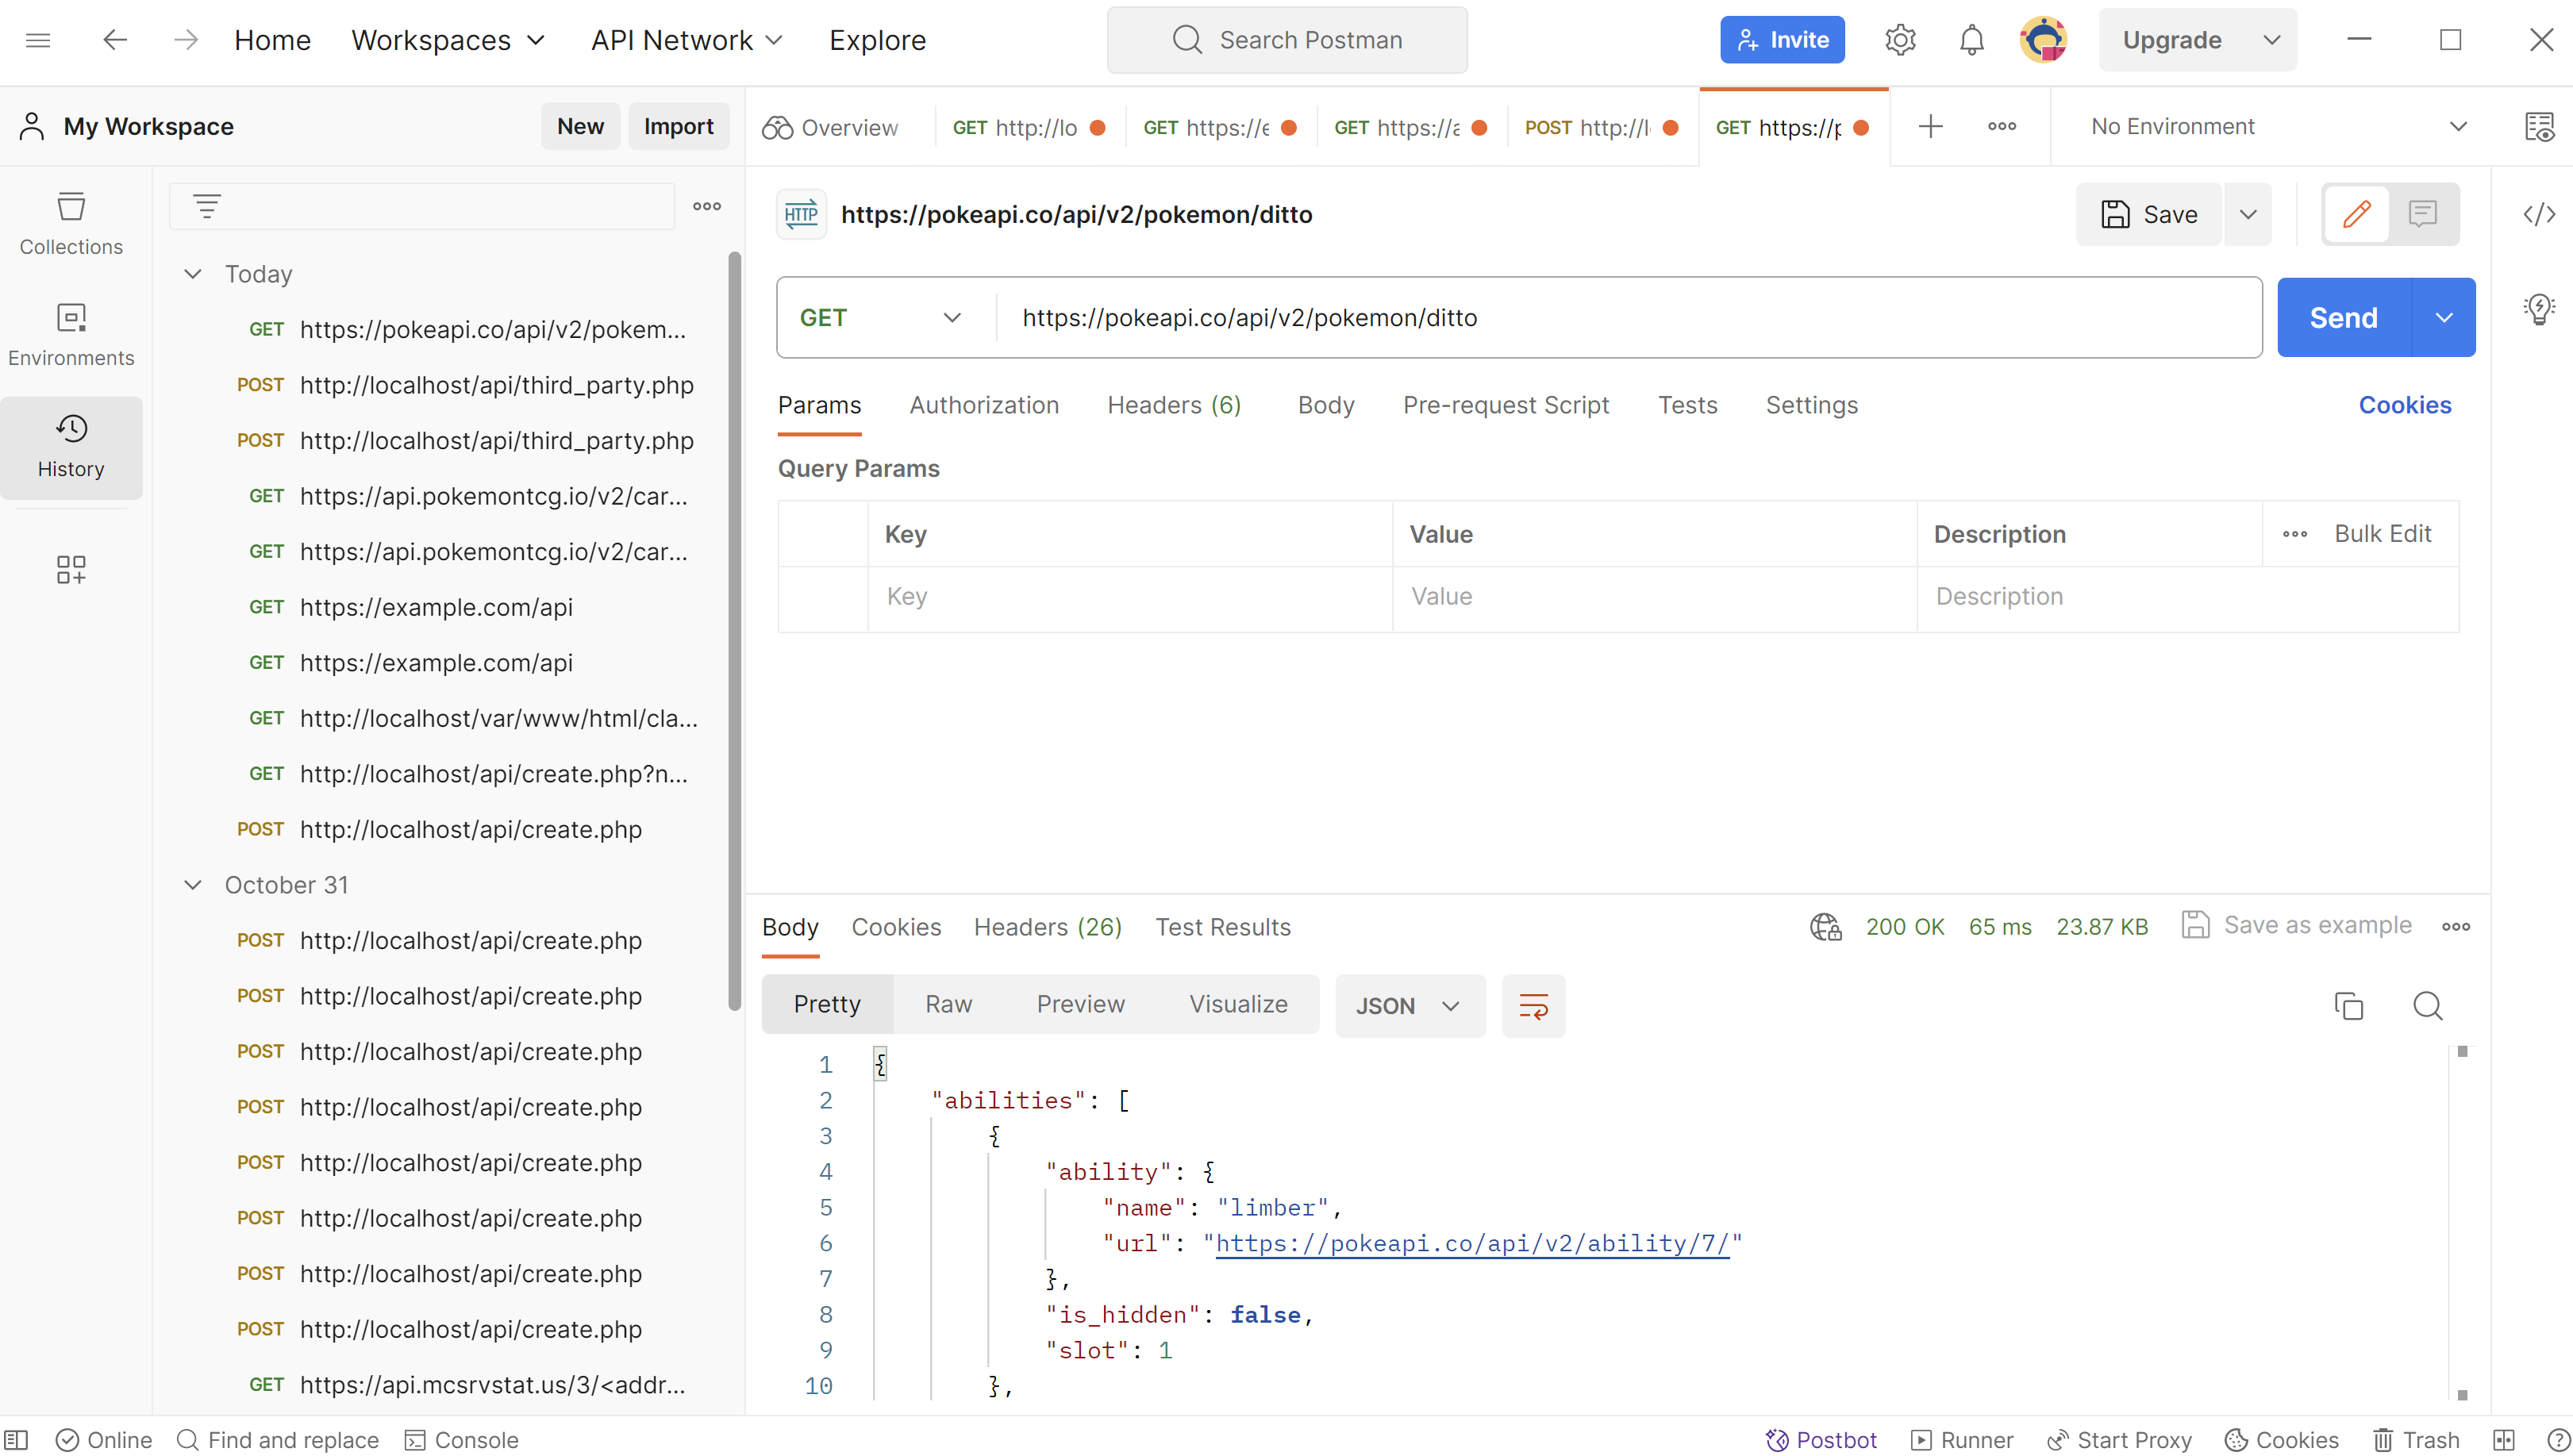 Home Workspaces API Network Explore Search Postman Invite Upgrade
My Workspace New Import
Overview GET http://lo GET https://e GET https://a POST http://l GET https://p No Environment
Collections
Environments
History
Today
GET https://pokeapi.co/api/v2/pokem...
POST http://localhost/api/third_party.php
POST http://localhost/api/third_party.php
GET https://api.pokemontcg.io/v2/car...
GET https://api.pokemontcg.io/v2/car...
GET https://example.com/api
GET https://example.com/api
GET http://localhost/var/www/html/cla...
GET http://localhost/api/create.php?n...
POST http://localhost/api/create.php
October 31
POST http://localhost/api/create.php
POST http://localhost/api/create.php
POST http://localhost/api/create.php
POST http://localhost/api/create.php
POST http://localhost/api/create.php
POST http://localhost/api/create.php
POST http://localhost/api/create.php
POST http://localhost/api/create.php
GET https://api.mcsrvstat.us/3/<addr...
HTTP https://pokeapi.co/api/v2/pokemon/ditto Save
GET https://pokeapi.co/api/v2/pokemon/ditto Send
Params Authorization Headers (6) Body Pre-request Script Tests Settings Cookies
Query Params
Key Value Description Bulk Edit
Key Value Description
Body Cookies Headers (26) Test Results 200 OK 65 ms 23.87 KB Save as example
Pretty Raw Preview Visualize JSON
1 {
2 "abilities": [
3 {
4 "ability": {
5 "name": "limber",
6 "url": "https://pokeapi.co/api/v2/ability/7/"
7 },
8 "is_hidden": false,
9 "slot": 1
10 },
Online Find and replace Console Postbot Runner Start Proxy Cookies Trash